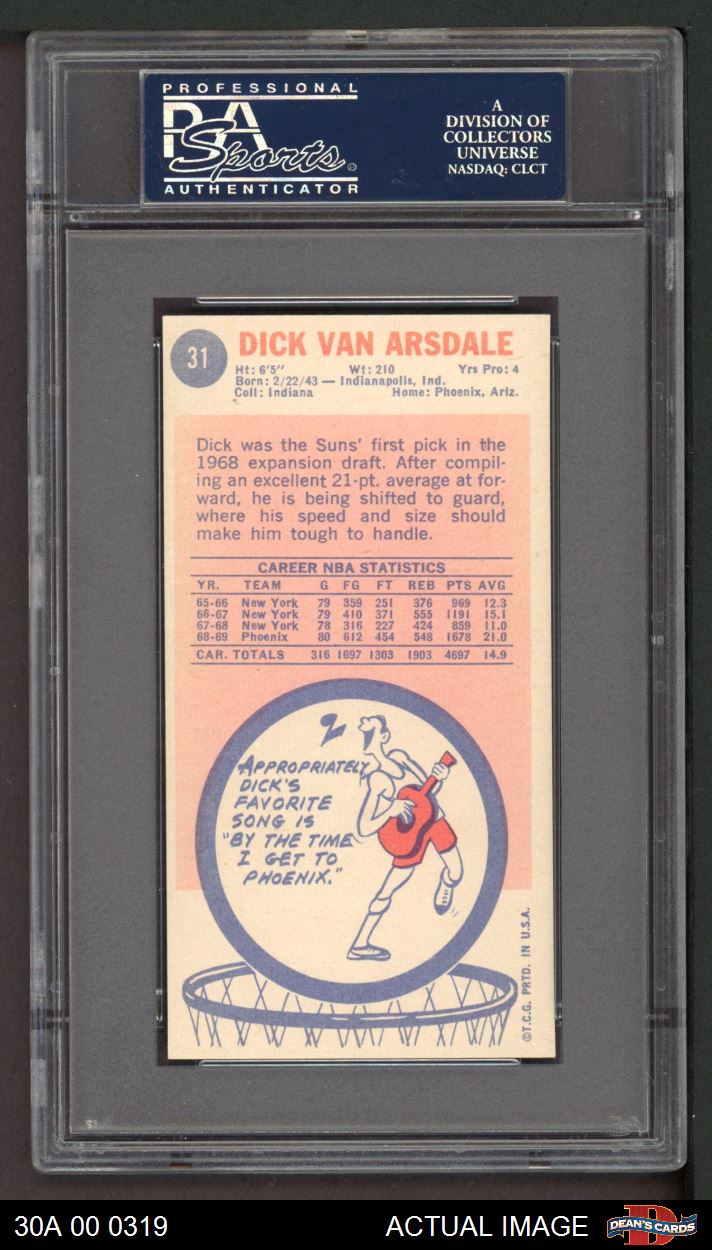 PROFESSIONAL
PSA
Sports
AUTHENTICATOR
A
DIVISION OF
COLLECTORS
UNIVERSE
NASDAQ: CLCT
31
DICK VAN ARSDALE
Ht: 6'5" Wt: 210 Yrs Pro: 4
Born: 2/22/43 — Indianapolis, Ind.
Coll: Indiana Home: Phoenix, Ariz.
Dick was the Suns' first pick in the
1968 expansion draft. After compil-
ing an excellent 21-pt. average at for-
ward, he is being shifted to guard,
where his speed and size should
make him tough to handle.
CAREER NBA STATISTICS
YR. TEAM G FG FT REB PTS AVG
65-66 New York 79 359 251 376 969 12.3
66-67 New York 79 410 371 555 1191 15.1
67-68 New York 78 316 227 424 859 11.0
68-69 Phoenix 80 612 454 548 1678 21.0
CAR. TOTALS 316 1697 1303 1903 4697 14.9
APPROPRIATELY
DICK'S
FAVORITE
SONG IS
"BY THE TIME
I GET TO
PHOENIX."
©T.C.G. PRTD. IN U.S.A.
30A 00 0319 ACTUAL IMAGE
DEAN'S CARDS